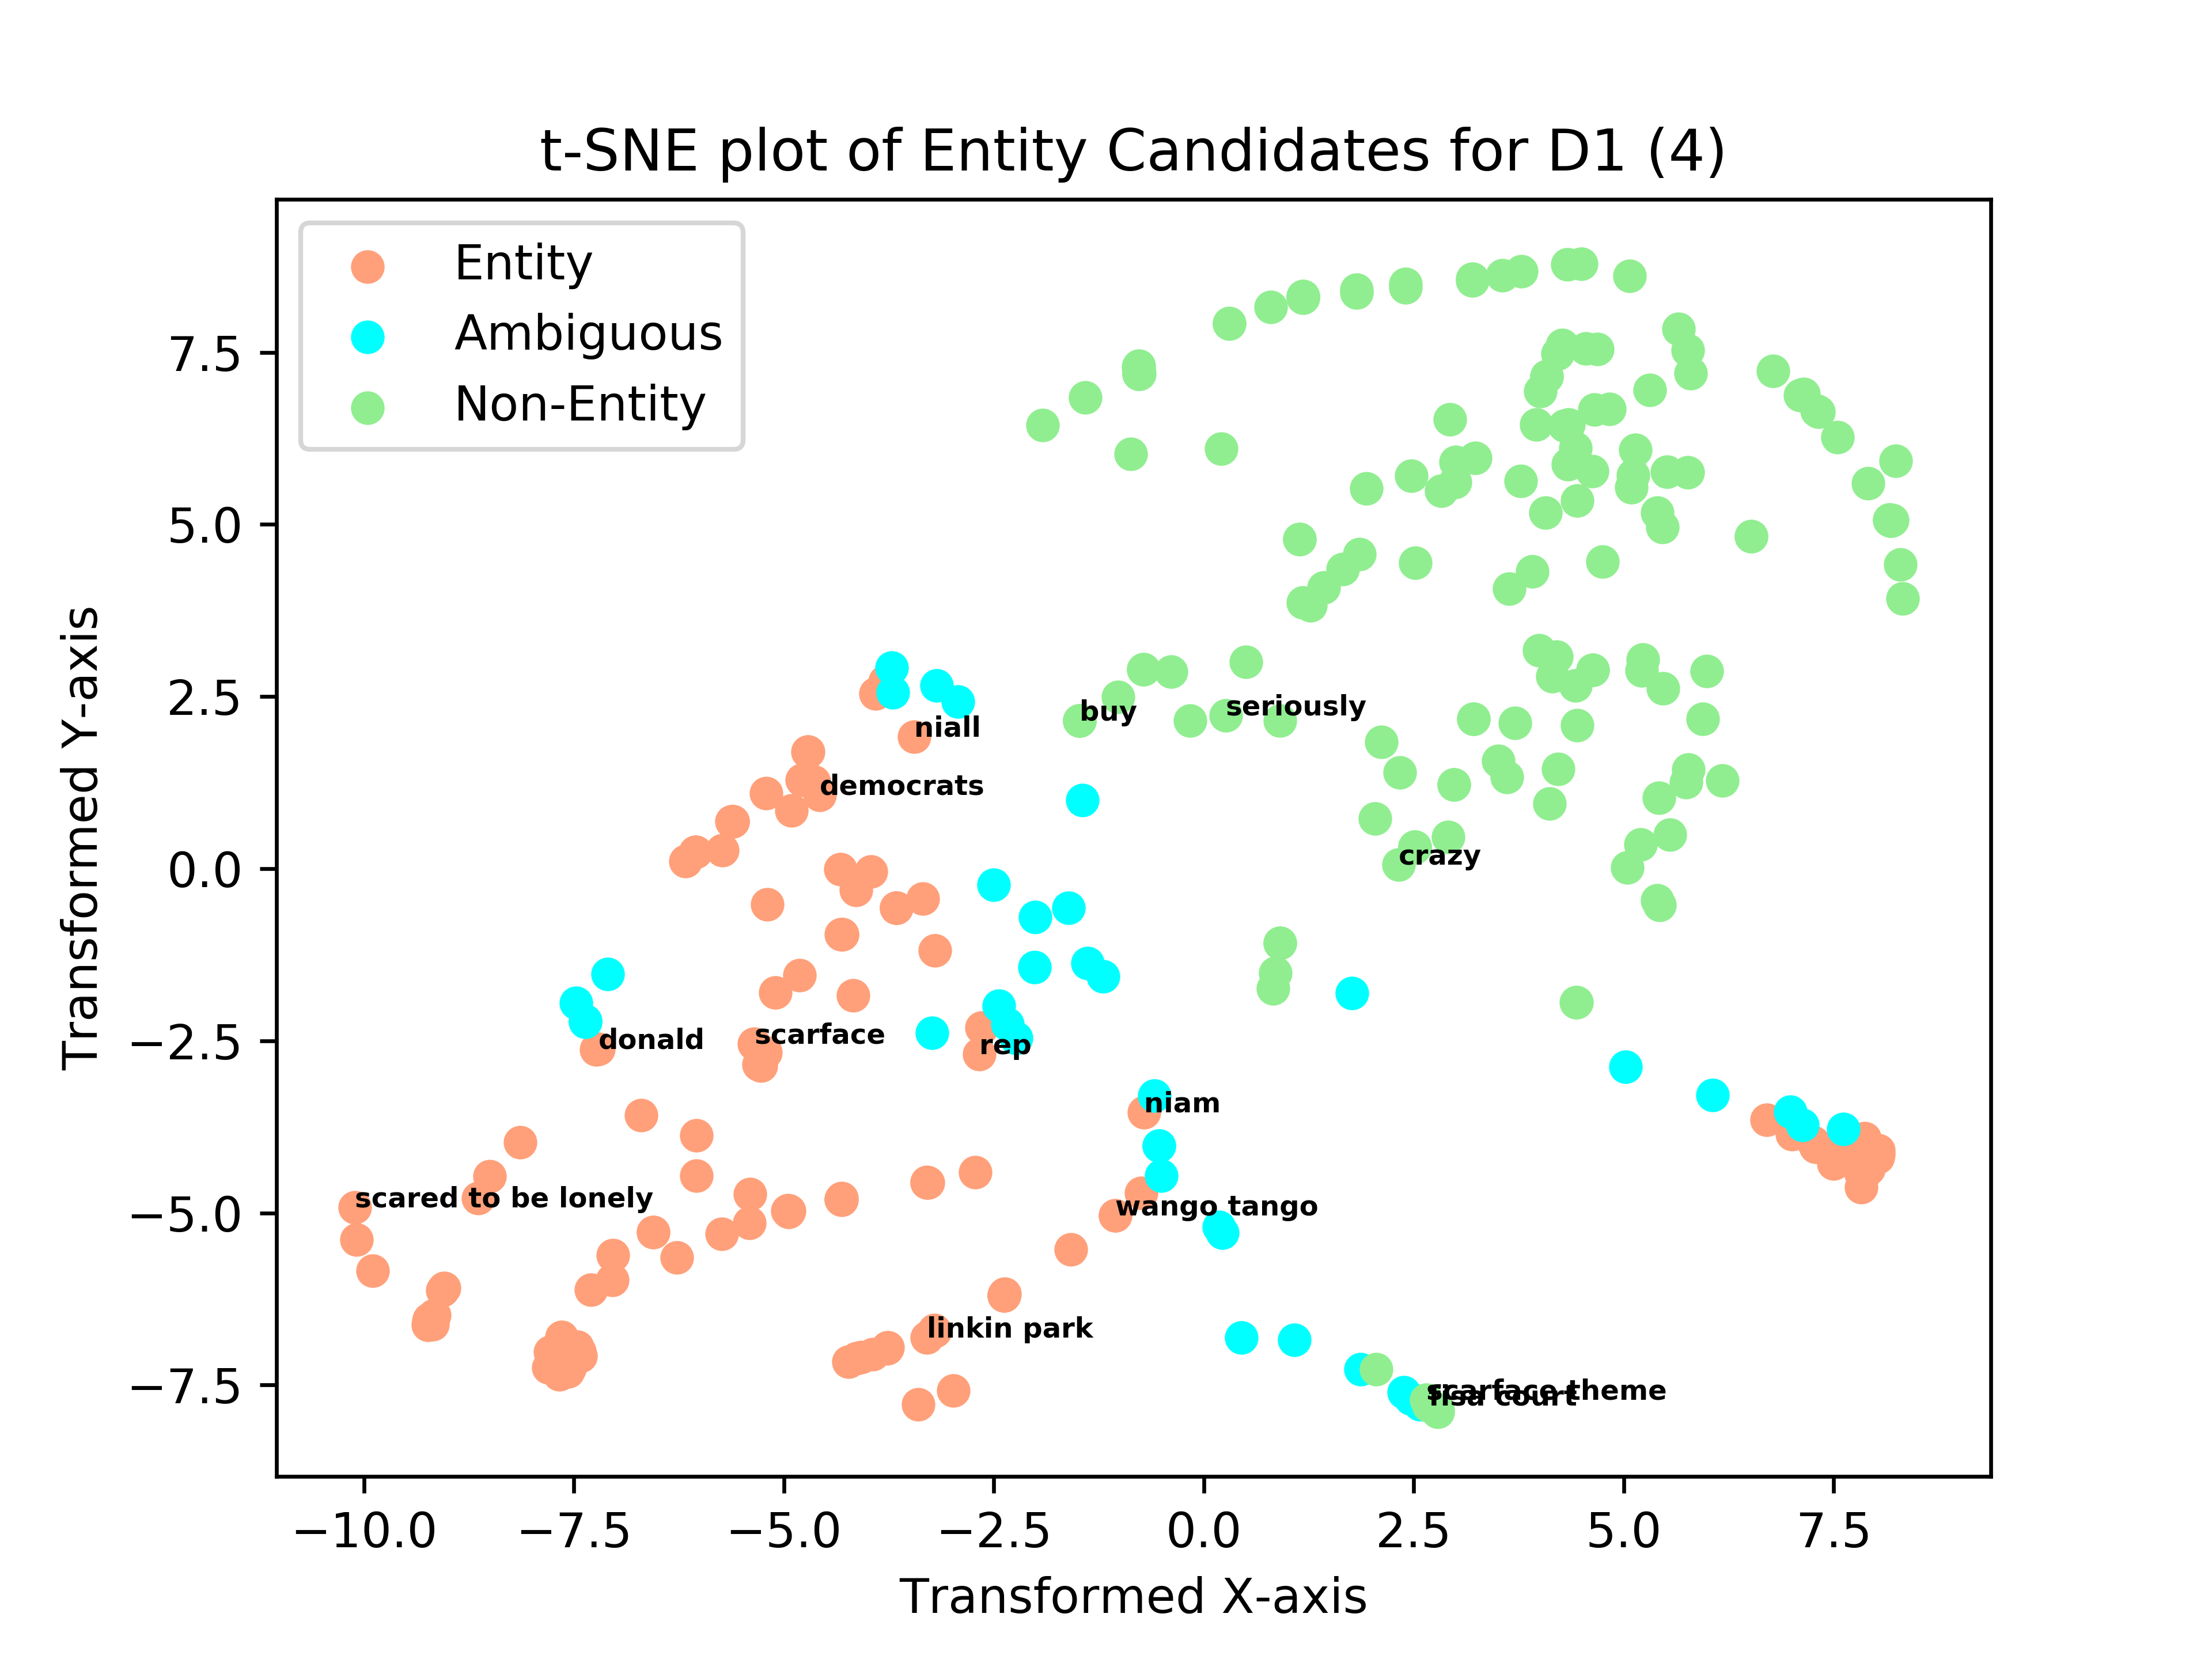 t-SNE plot of Entity Candidates for D1 (4)
Entity
Ambiguous
Non-Entity
Transformed Y-axis
7.5
5.0
2.5
0.0
−2.5
−5.0
−7.5
niall
buy
seriously
democrats
crazy
donald
scarface
rep
niam
scared to be lonely
wango tango
linkin park
scarface theme
lisa court
−10.0 −7.5 −5.0 −2.5 0.0 2.5 5.0 7.5
Transformed X-axis